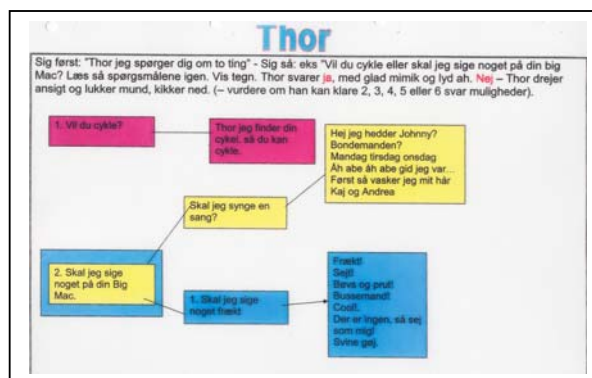 Thor
Sig først: "Thor jeg spørger dig om to ting" - Sig så: eks "Vil du cykle eller skal jeg sige noget på din big
Mac? Læs så spørgsmålene igen. Vis tegn. Thor svarer ja, med glad mimik og lyd ah. Nej – Thor drejer
ansigt og lukker mund, kikker ned. (– vurdere om han kan klare 2, 3, 4, 5 eller 6 svar muligheder).
1. Vil du cykle?
Thor jeg finder din
cykel, så du kan
cykle.
Hej jeg hedder Johnny?
Bondemanden?
Mandag tirsdag onsdag
Åh abe åh abe gid jeg var...
Først så vasker jeg mit hår
Kaj og Andrea
Skal jeg synge en
sang?
2. Skal jeg sige
noget på din Big
Mac.
1. Skal jeg sige
noget frækt
Frækt!
Sejt!
Bøvs og prut!
Bussemand!
Cool!.
Der er ingen, så sej
som mig!
Svine gøj.